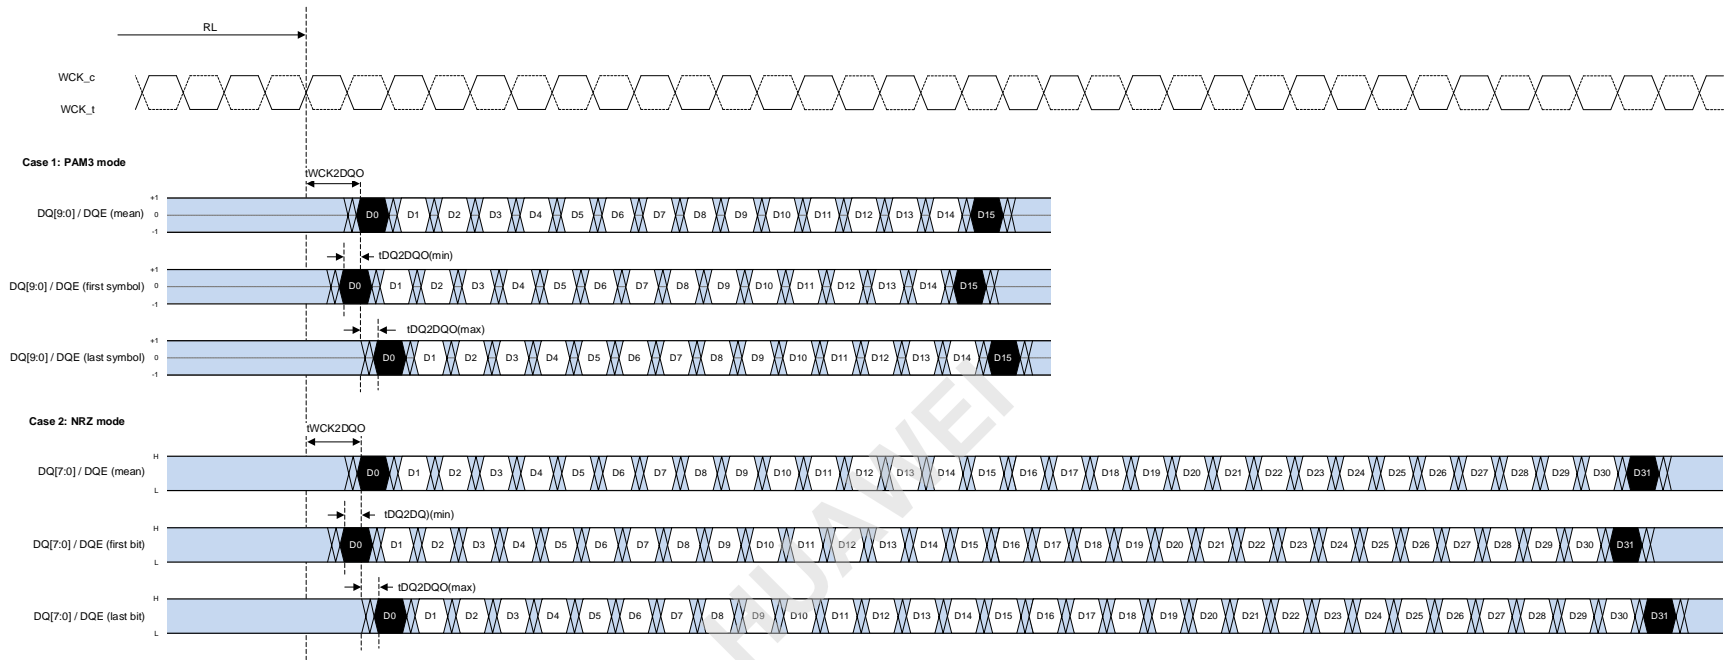 RL
WCK_c
WCK_t
Case 1: PAM3 mode
tWCK2DQO
DQ[9:0] / DQE (mean) +1 0 -1 D0 D1 D2 D3 D4 D5 D6 D7 D8 D9 D10 D11 D12 D13 D14 D15
tDQ2DQO(min)
DQ[9:0] / DQE (first symbol) +1 0 -1 D0 D1 D2 D3 D4 D5 D6 D7 D8 D9 D10 D11 D12 D13 D14 D15
tDQ2DQO(max)
DQ[9:0] / DQE (last symbol) +1 0 -1 D0 D1 D2 D3 D4 D5 D6 D7 D8 D9 D10 D11 D12 D13 D14 D15
Case 2: NRZ mode
tWCK2DQO
DQ[7:0] / DQE (mean) H L D0 D1 D2 D3 D4 D5 D6 D7 D8 D9 D10 D11 D12 D13 D14 D15 D16 D17 D18 D19 D20 D21 D22 D23 D24 D25 D26 D27 D28 D29 D30 D31
tDQ2DQ)(min)
DQ[7:0] / DQE (first bit) H L D0 D1 D2 D3 D4 D5 D6 D7 D8 D9 D10 D11 D12 D13 D14 D15 D16 D17 D18 D19 D20 D21 D22 D23 D24 D25 D26 D27 D28 D29 D30 D31
tDQ2DQO(max)
DQ[7:0] / DQE (last bit) H L D0 D1 D2 D3 D4 D5 D6 D7 D8 D9 D10 D11 D12 D13 D14 D15 D16 D17 D18 D19 D20 D21 D22 D23 D24 D25 D26 D27 D28 D29 D30 D31
HUAWEI